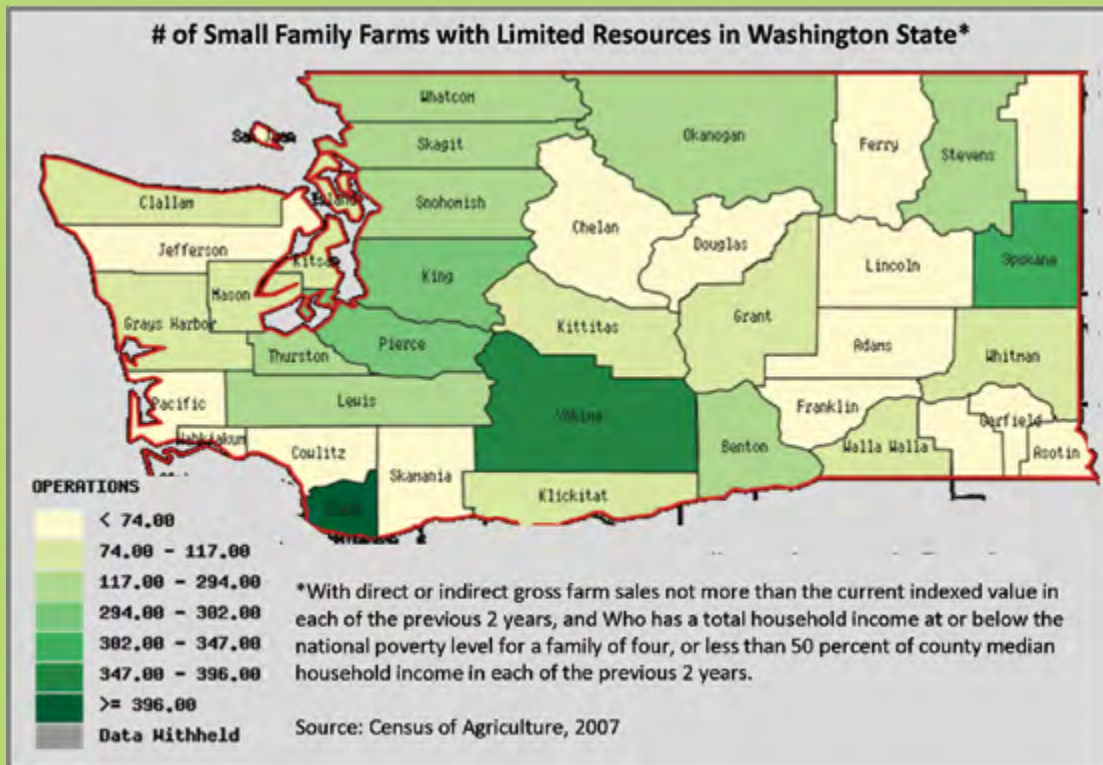 # of Small Family Farms with Limited Resources in Washington State*
Whatcom
Okanogan
Ferry
Stevens
Skagit
Clallam
Snohomish
Chelan
Jefferson
Douglas
Lincoln
Spokane
King
Mason
Grays Harbor
Kittitas
Grant
Adams
Whitman
Thurston
Pierce
Pacific
Lewis
Yakima
Franklin
Garfield
Benton
Walla Walla
Wahkiakum
Cowlitz
Skamania
Asotin
Klickitat
OPERATIONS
< 74.00
74.00 - 117.00
117.00 - 294.00
294.00 - 302.00
302.00 - 347.00
347.00 - 396.00
>= 396.00
Data Withheld
*With direct or indirect gross farm sales not more than the current indexed value in
each of the previous 2 years, and Who has a total household income at or below the
national poverty level for a family of four, or less than 50 percent of county median
household income in each of the previous 2 years.
Source: Census of Agriculture, 2007